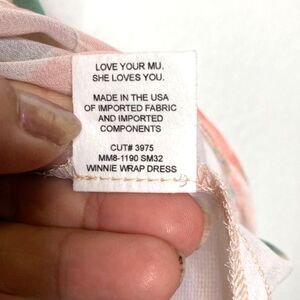 LOVE YOUR MU.
SHE LOVES YOU.
MADE IN THE USA
OF IMPORTED FABRIC
AND IMPORTED
COMPONENTS
CUT# 3975
MM8-1190 SM32
WINNIE WRAP DRESS